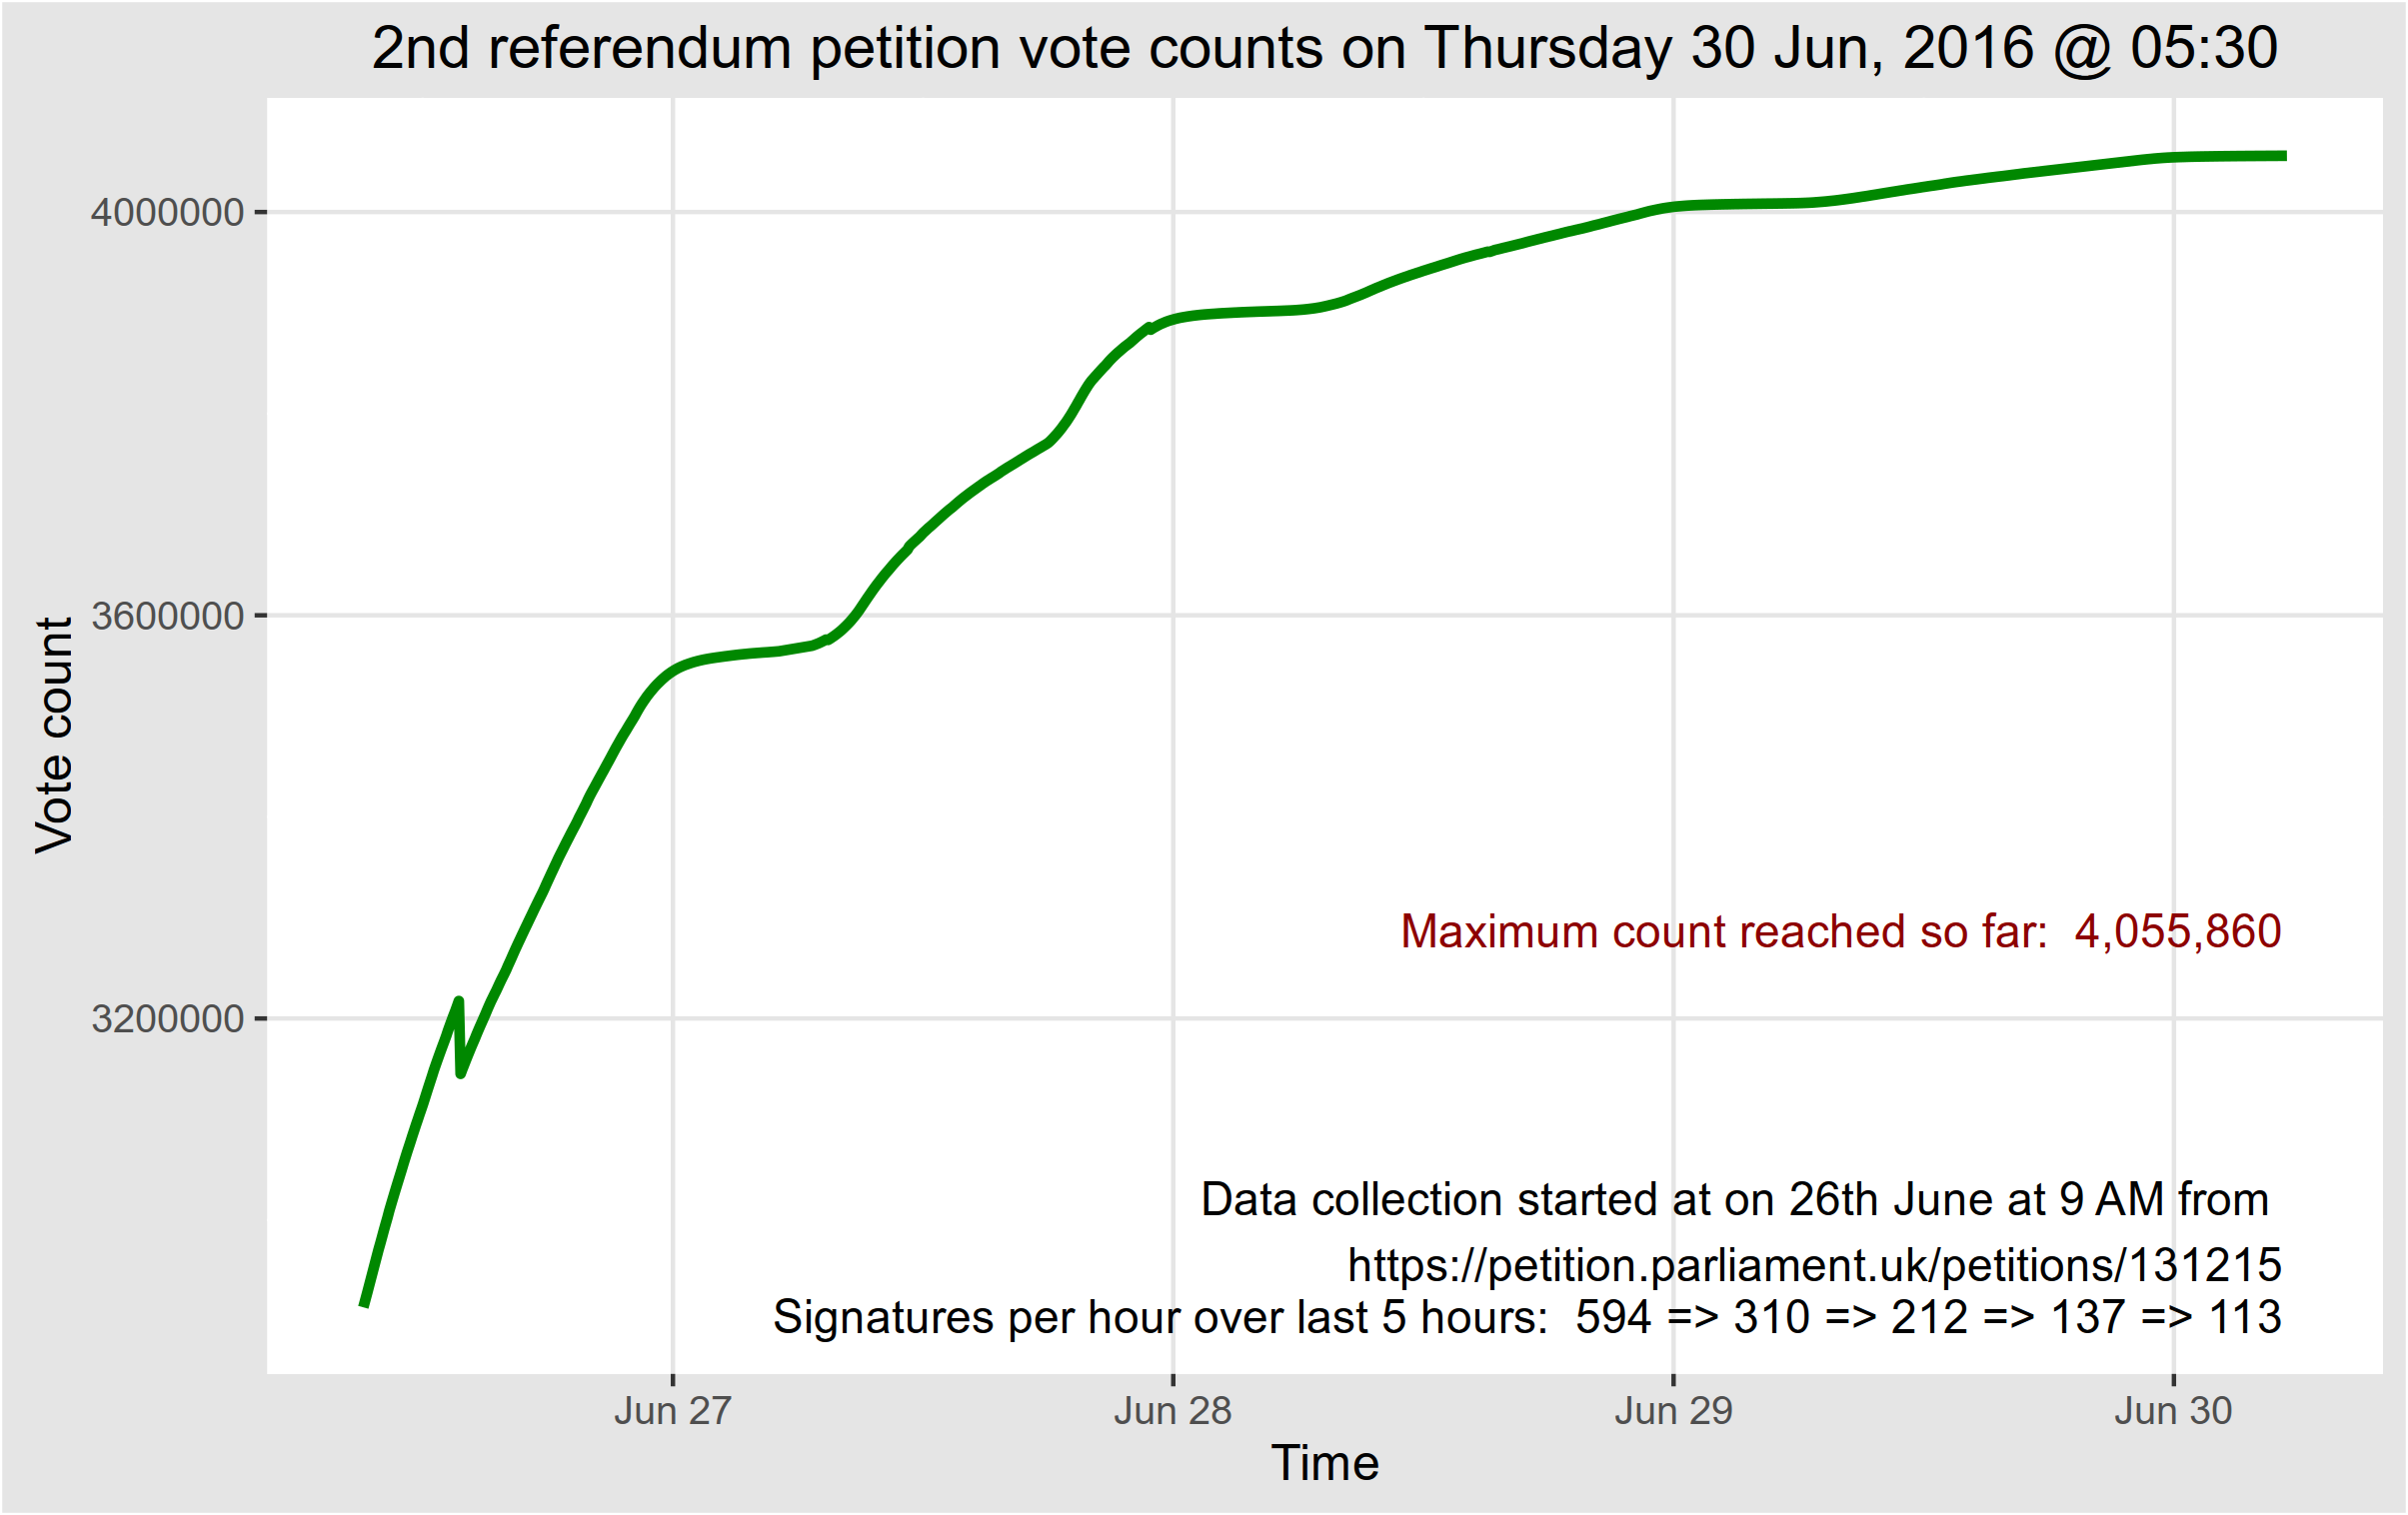 2nd referendum petition vote counts on Thursday 30 Jun, 2016 @ 05:30
Vote count
4000000
3600000
3200000
Maximum count reached so far: 4,055,860
Data collection started at on 26th June at 9 AM from
https://petition.parliament.uk/petitions/131215
Signatures per hour over last 5 hours: 594 => 310 => 212 => 137 => 113
Jun 27
Jun 28
Jun 29
Jun 30
Time